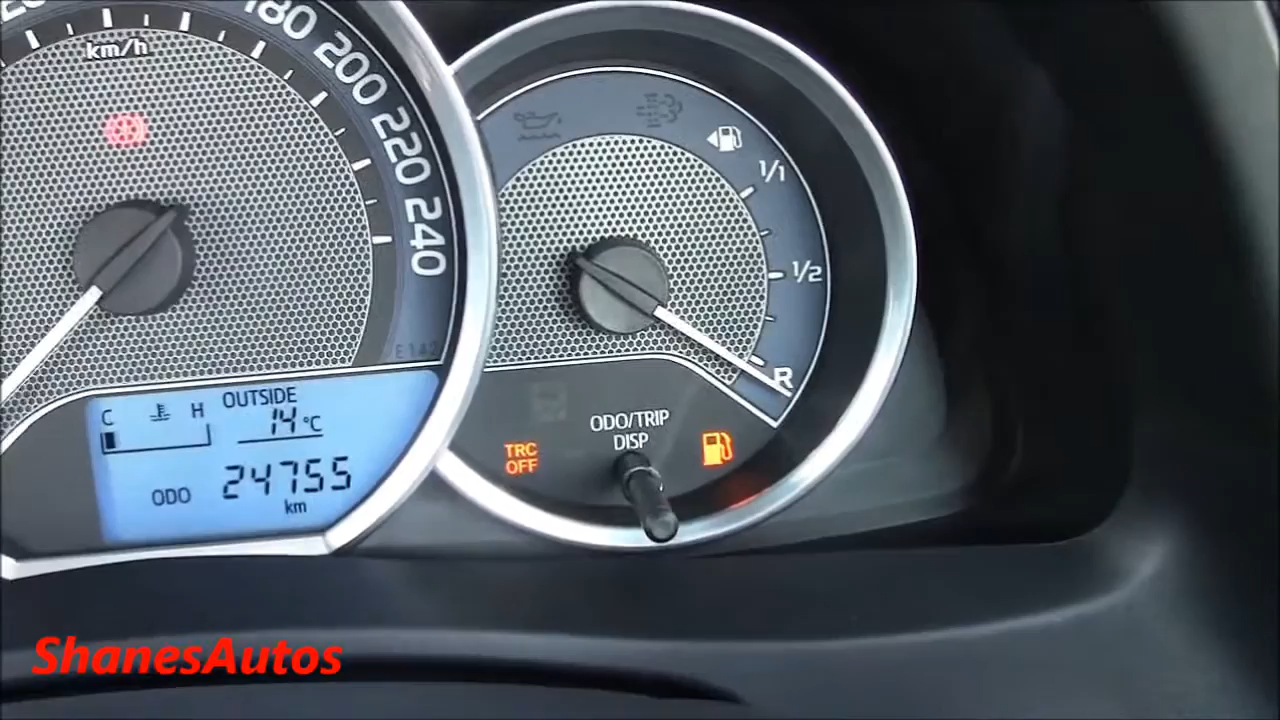 km/h
180
200
220
240
1/1
1/2
R
E142
C H OUTSIDE
14°C
ODO 24755
km
ODO/TRIP
DISP
TRC
OFF
ShanesAutos